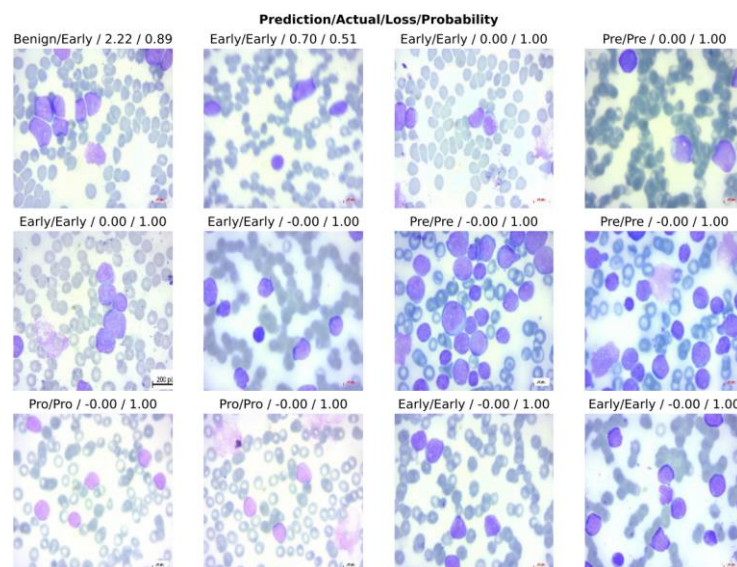 Prediction/Actual/Loss/Probability
Benign/Early / 2.22 / 0.89
Early/Early / 0.70 / 0.51
Early/Early / 0.00 / 1.00
Pre/Pre / 0.00 / 1.00
Early/Early / 0.00 / 1.00
Early/Early / -0.00 / 1.00
Pre/Pre / -0.00 / 1.00
Pre/Pre / -0.00 / 1.00
200
Pro/Pro / -0.00 / 1.00
Pro/Pro / -0.00 / 1.00
Early/Early / -0.00 / 1.00
Early/Early / -0.00 / 1.00